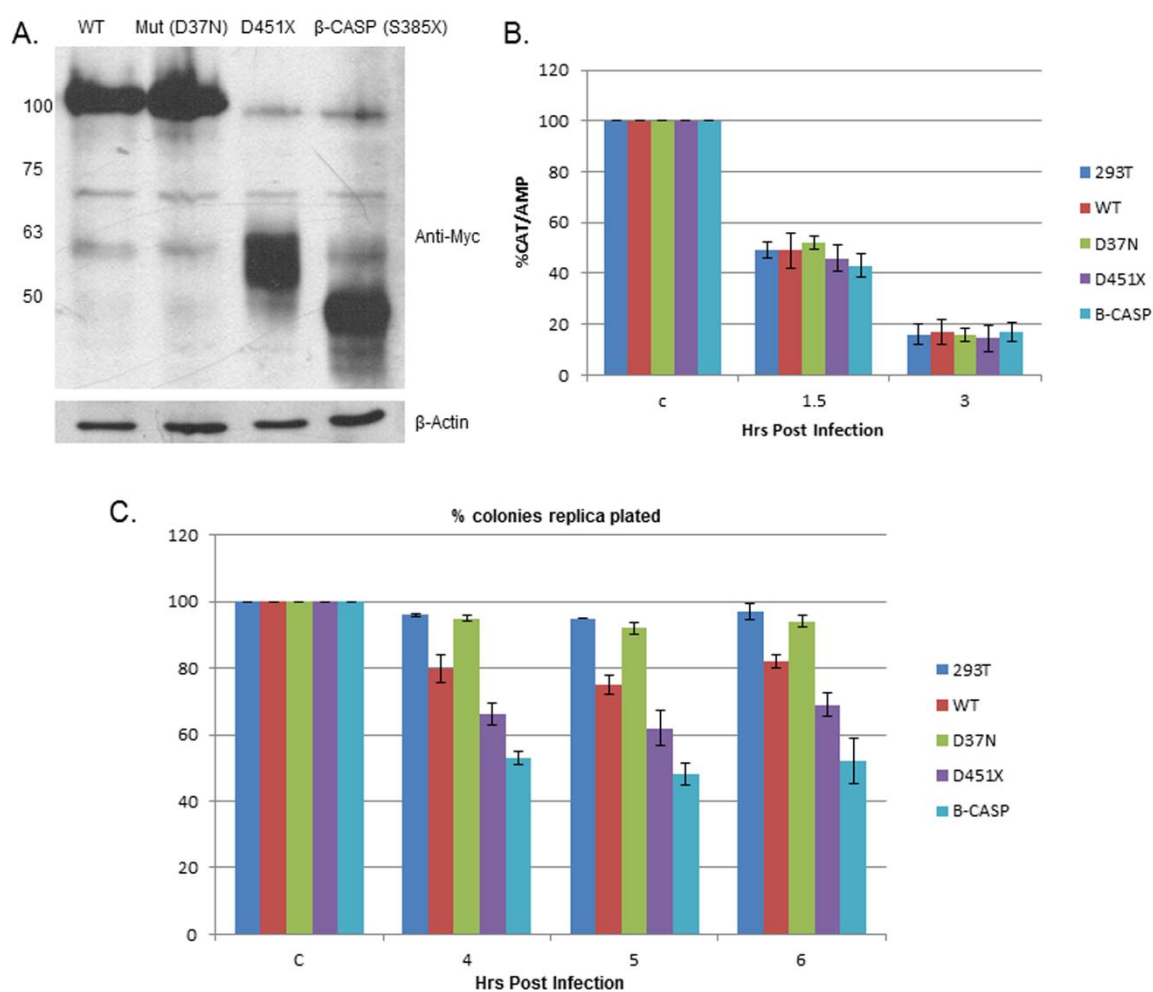 A.
WT Mut (D37N) D451X β-CASP (S385X)
100
75
63
50
Anti-Myc
β-Actin
B.
120
100
80
60
40
20
0
%CAT/AMP
c 1.5 3
Hrs Post Infection
293T
WT
D37N
D451X
B-CASP
C.
% colonies replica plated
120
100
80
60
40
20
0
C 4 5 6
Hrs Post Infection
293T
WT
D37N
D451X
B-CASP